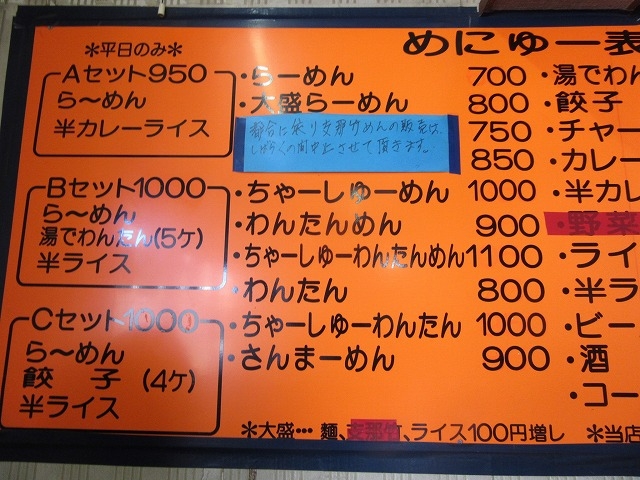 めにゅー表
＊平日のみ＊
Aセット950
ら～めん
半カレーライス
Bセット1000
ら～めん
湯でわんたん(5ケ)
半ライス
Cセット1000
ら～めん
餃子(4ケ)
半ライス
・らーめん 700
・大盛らーめん 800
都合に依り支那竹めんの販売は、
しばらくの間中止させて頂きます。
750
850
・ちゃーしゅーめん 1000
・わんたんめん 900
・ちゃーしゅーわんたんめん 1100
・わんたん 800
・ちゃーしゅーわんたん 1000
・さんまーめん 900
・湯でわん
・餃子
・チャー
・カレー
・半カレ
・野菜
・ライ
・半ラ
・ビー
・酒
・コー
＊大盛… 麺、支那竹、ライス100円増し
＊当店